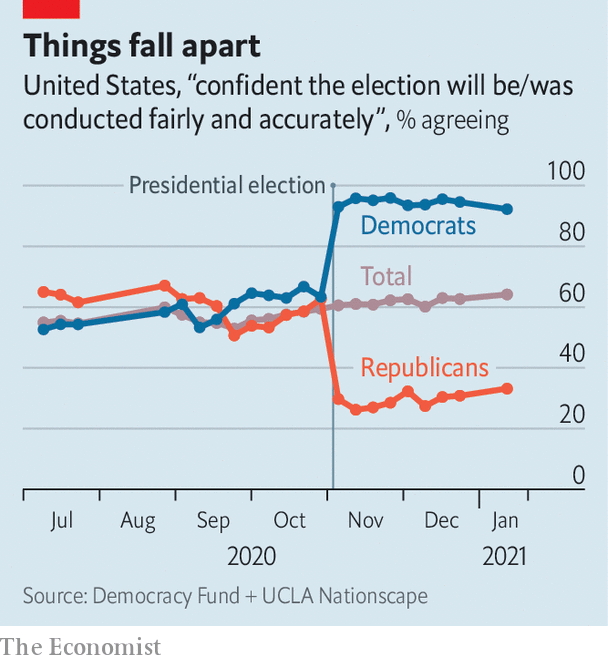 Things fall apart
United States, “confident the election will be/was
conducted fairly and accurately”, % agreeing
100
Presidential election
Democrats
80
Total
60
40
Republicans
20
0
Jul Aug Sep Oct Nov Dec Jan
2020 2021
Source: Democracy Fund + UCLA Nationscape
The Economist